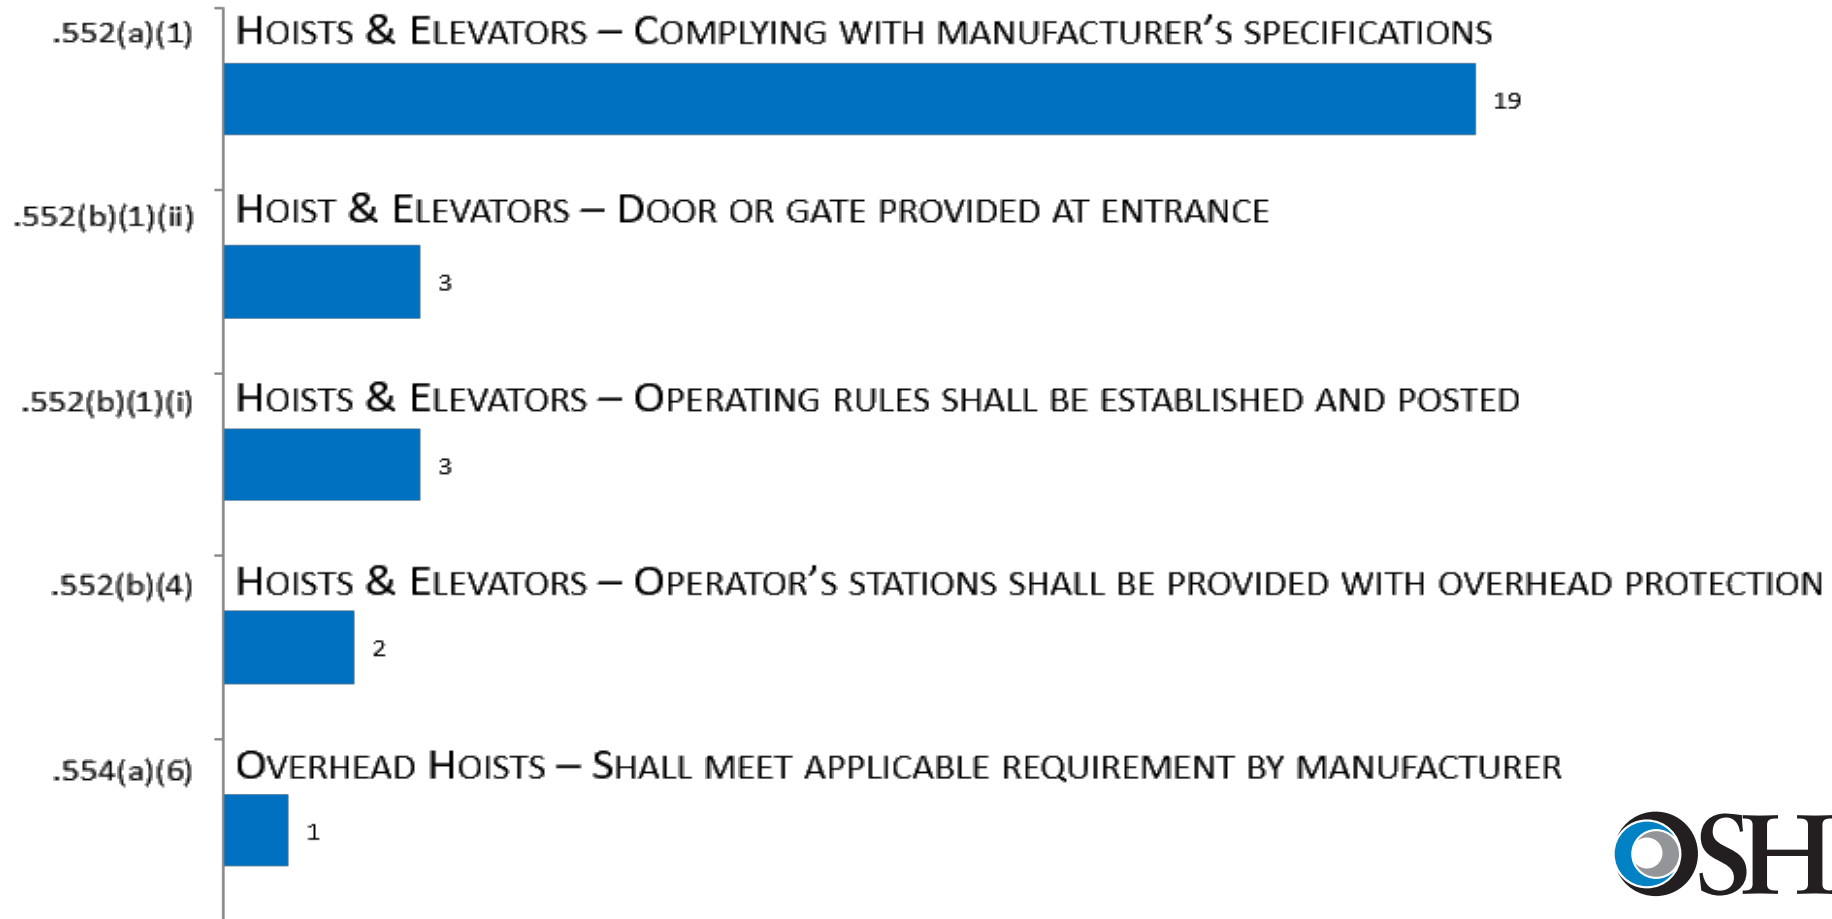 .552(a)(1) HOISTS & ELEVATORS – COMPLYING WITH MANUFACTURER’S SPECIFICATIONS
19
.552(b)(1)(ii) HOIST & ELEVATORS – DOOR OR GATE PROVIDED AT ENTRANCE
3
.552(b)(1)(i) HOISTS & ELEVATORS – OPERATING RULES SHALL BE ESTABLISHED AND POSTED
3
.552(b)(4) HOISTS & ELEVATORS – OPERATOR’S STATIONS SHALL BE PROVIDED WITH OVERHEAD PROTECTION
2
.554(a)(6) OVERHEAD HOISTS – SHALL MEET APPLICABLE REQUIREMENT BY MANUFACTURER
1
OSH